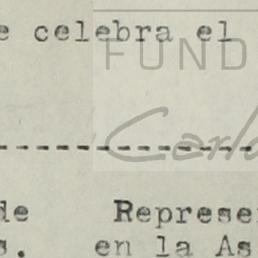 e celebra el
FUND
Carl
de Represe
s. en la As